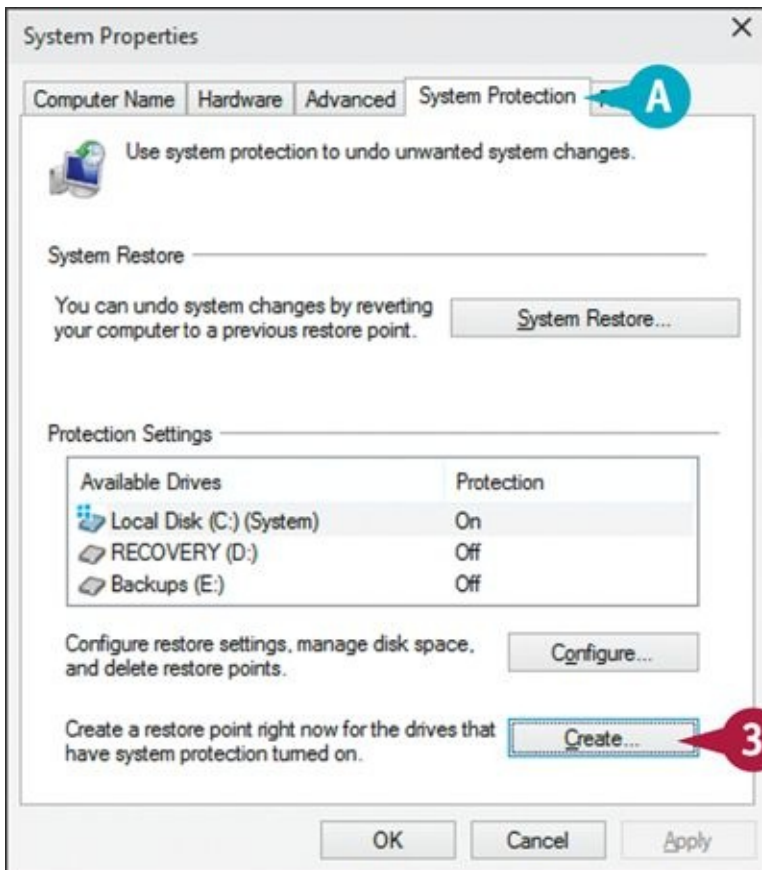 System Properties
Computer Name Hardware Advanced System Protection A
Use system protection to undo unwanted system changes.
System Restore
You can undo system changes by reverting
your computer to a previous restore point.
System Restore...
Protection Settings
Available Drives Protection
Local Disk (C:) (System) On
RECOVERY (D:) Off
Backups (E:) Off
Configure restore settings, manage disk space,
and delete restore points.
Configure...
Create a restore point right now for the drives that
have system protection turned on.
Create... 3
OK Cancel Apply